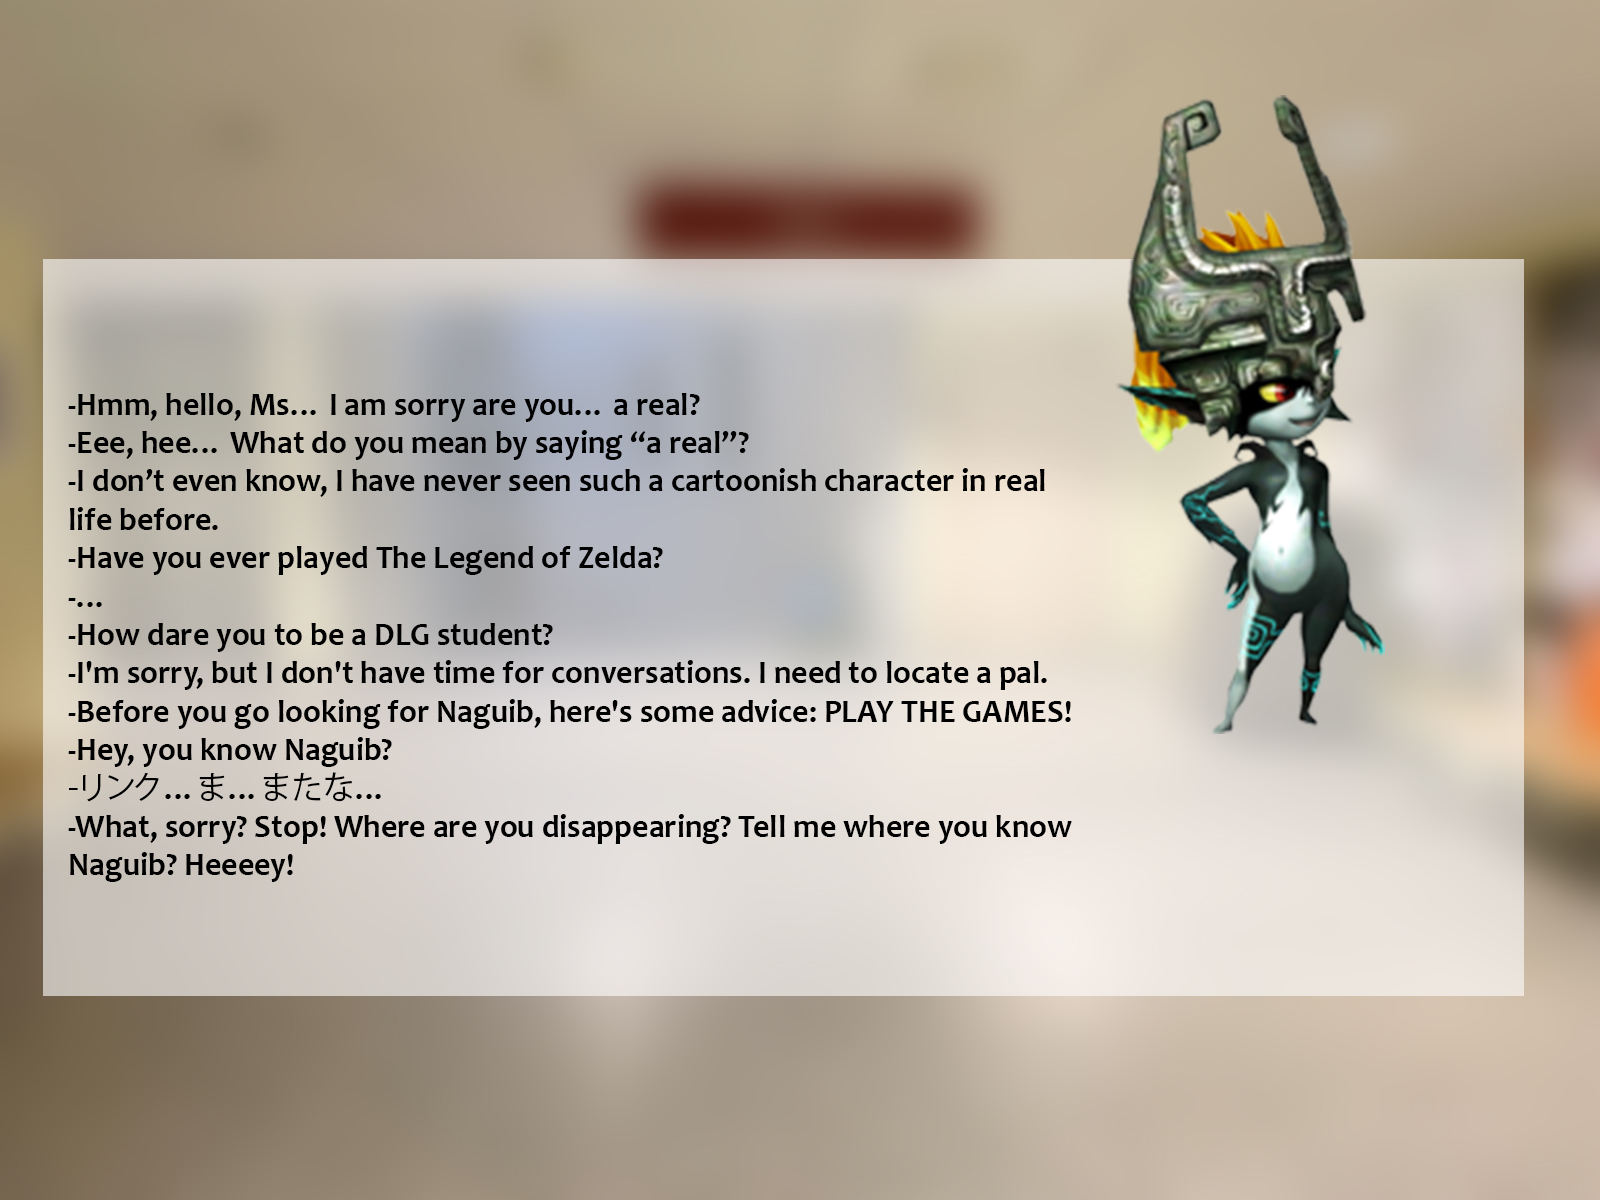 -Hmm, hello, Ms… I am sorry are you… a real?
-Eee, hee… What do you mean by saying “a real”?
-I don’t even know, I have never seen such a cartoonish character in real
life before.
-Have you ever played The Legend of Zelda?
-…
-How dare you to be a DLG student?
-I'm sorry, but I don't have time for conversations. I need to locate a pal.
-Before you go looking for Naguib, here's some advice: PLAY THE GAMES!
-Hey, you know Naguib?
-リンク… ま… またな…
-What, sorry? Stop! Where are you disappearing? Tell me where you know
Naguib? Heeeey!